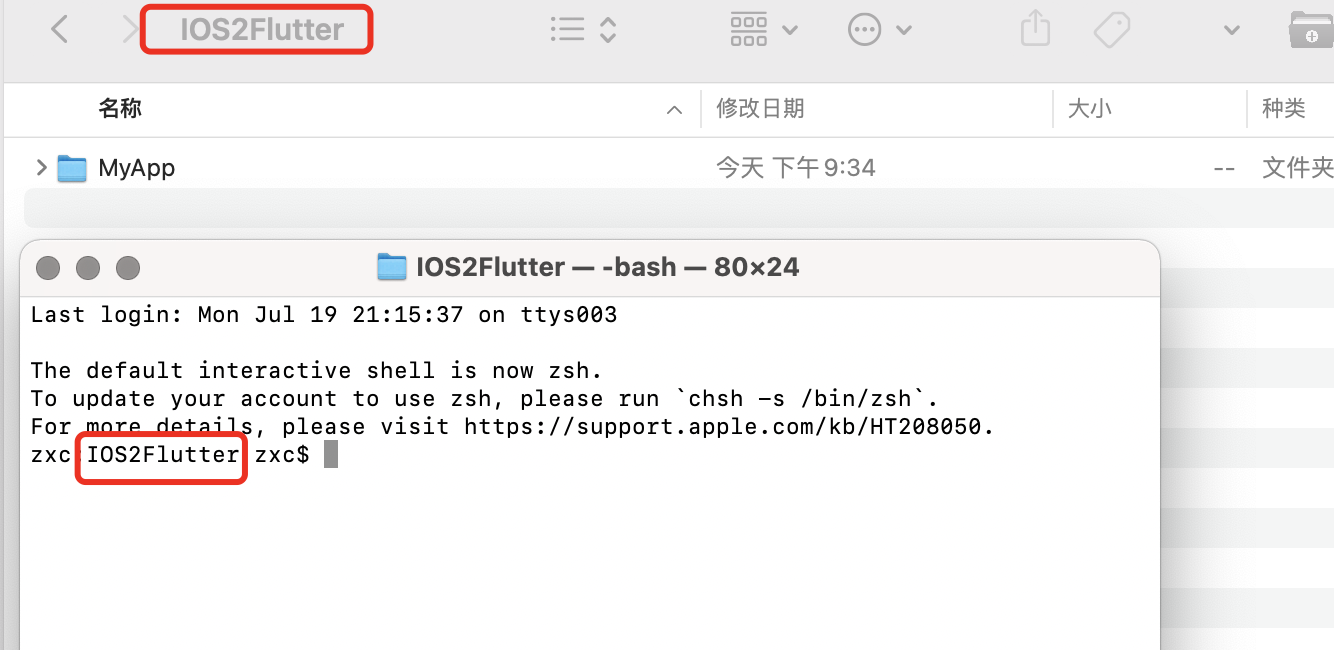 IOS2Flutter
名称 修改日期 大小 种类
MyApp 今天 下午9:34 -- 文件夹
IOS2Flutter — -bash — 80×24
Last login: Mon Jul 19 21:15:37 on ttys003
The default interactive shell is now zsh.
To update your account to use zsh, please run `chsh -s /bin/zsh`.
For more details, please visit https://support.apple.com/kb/HT208050.
zxc:IOS2Flutter zxc$